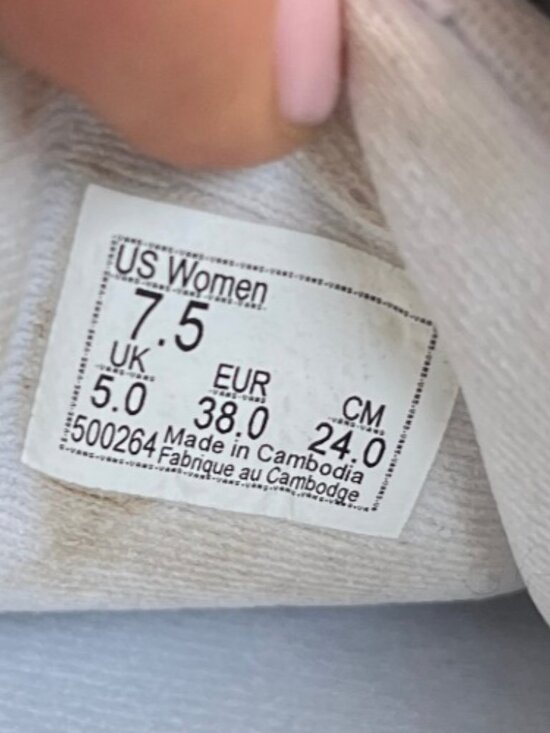 US Women
7.5
UK EUR CM
5.0 38.0 24.0
500264 Made in Cambodia
Fabrique au Cambodge